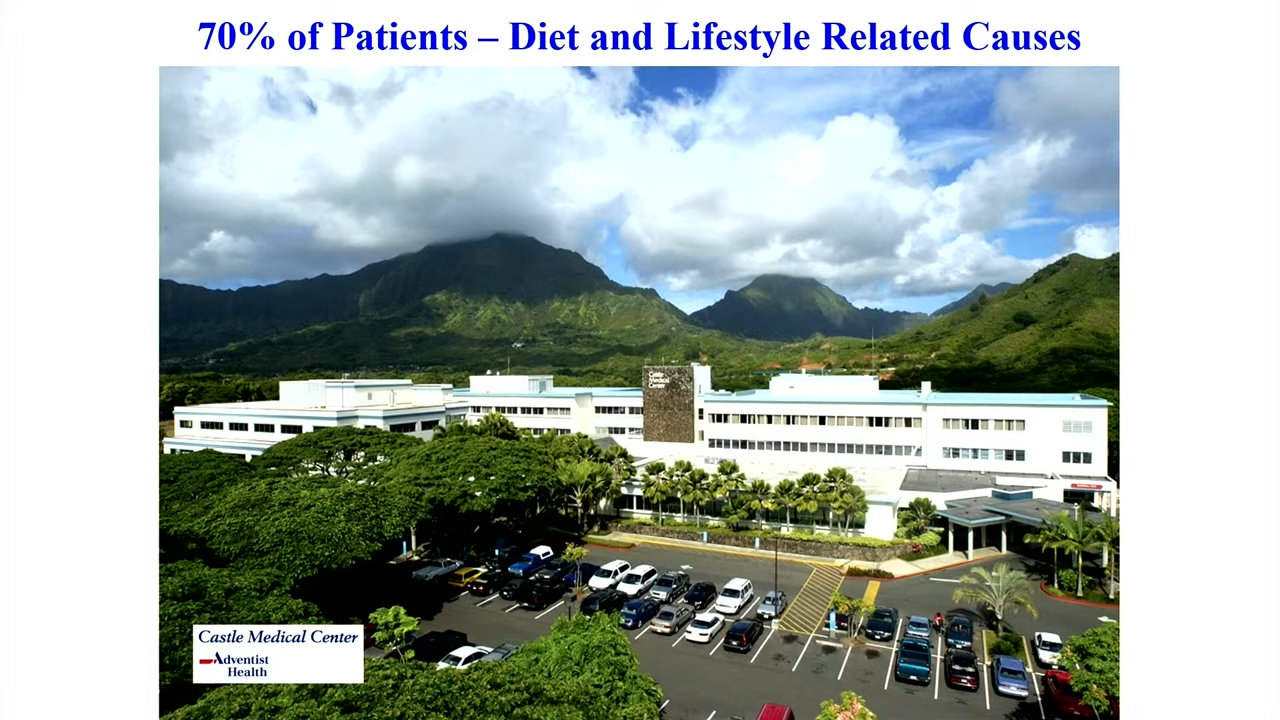 70% of Patients – Diet and Lifestyle Related Causes
Castle
Medical
Center
Castle Medical Center
Adventist
Health